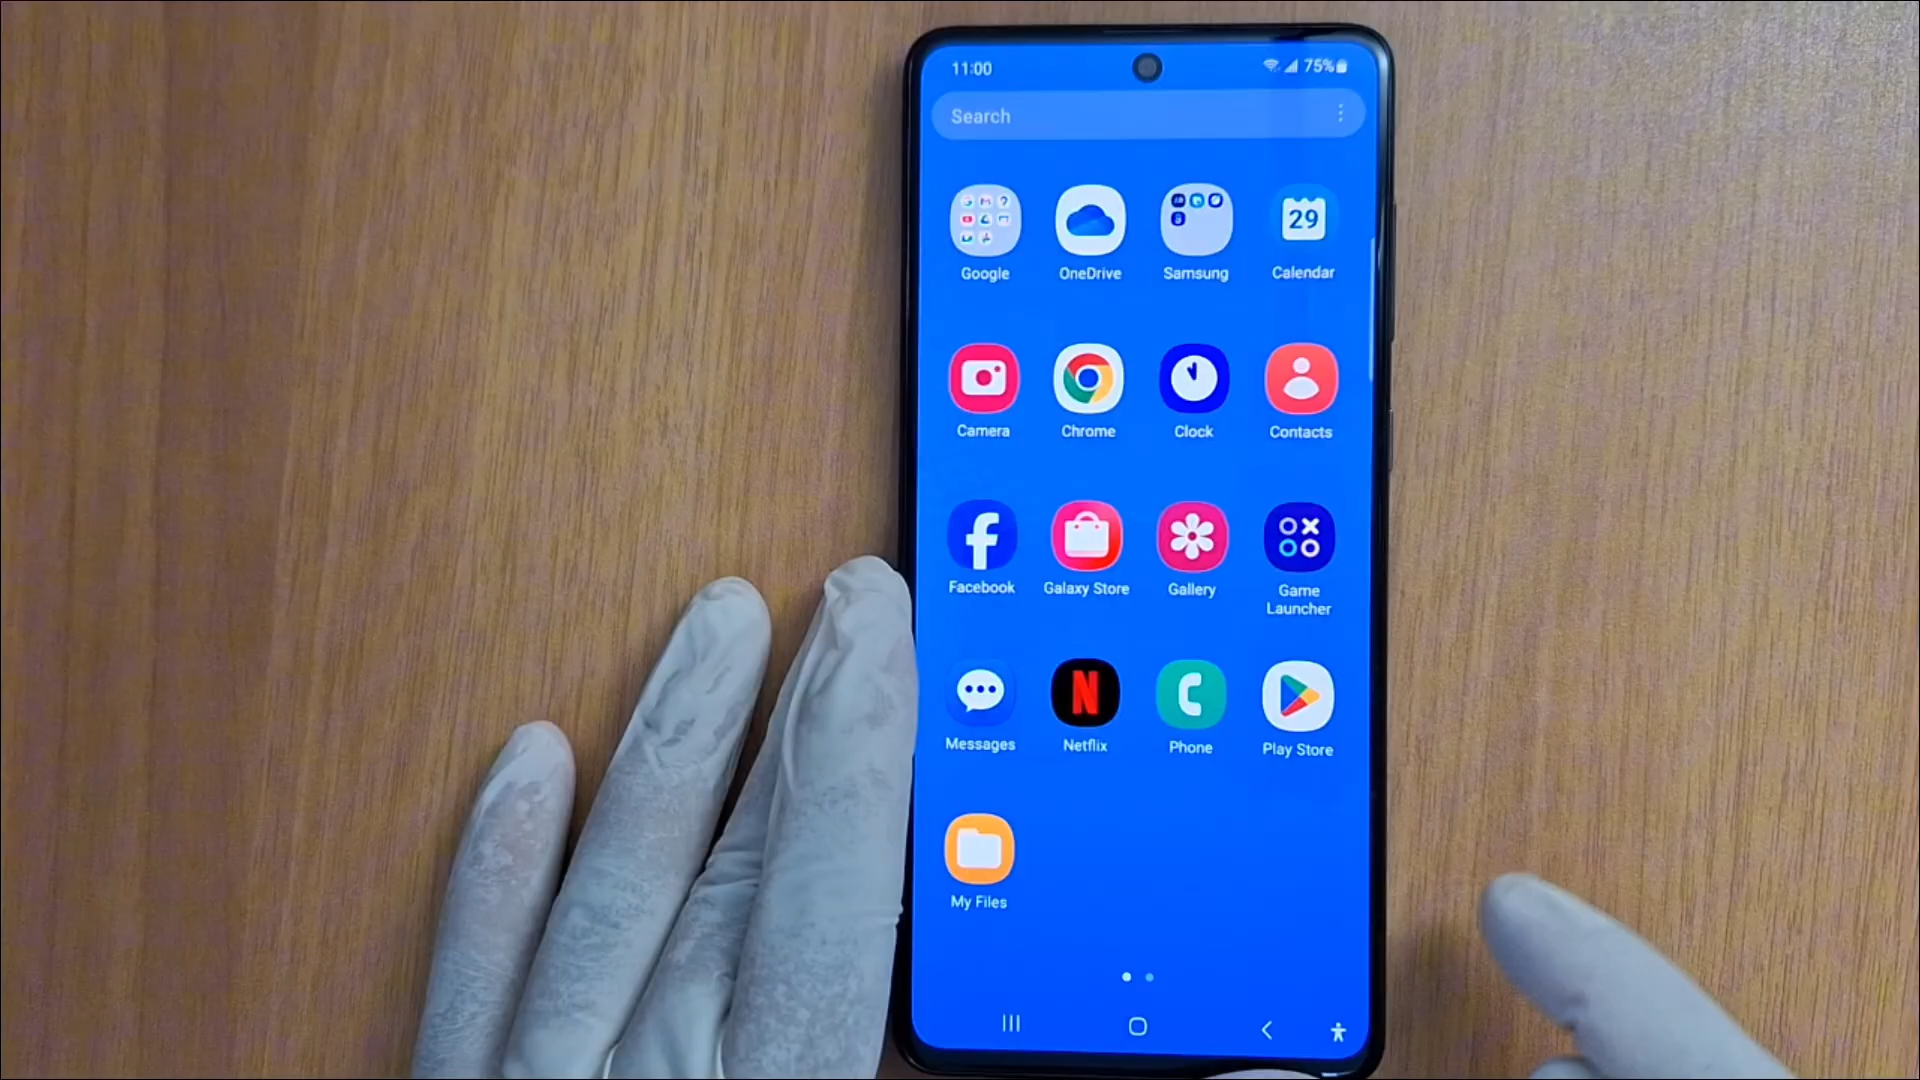 11:00 75%
Search
Google OneDrive Samsung 29 Calendar
Camera Chrome Clock Contacts
Facebook Galaxy Store Gallery Game Launcher
Messages Netflix Phone Play Store
My Files